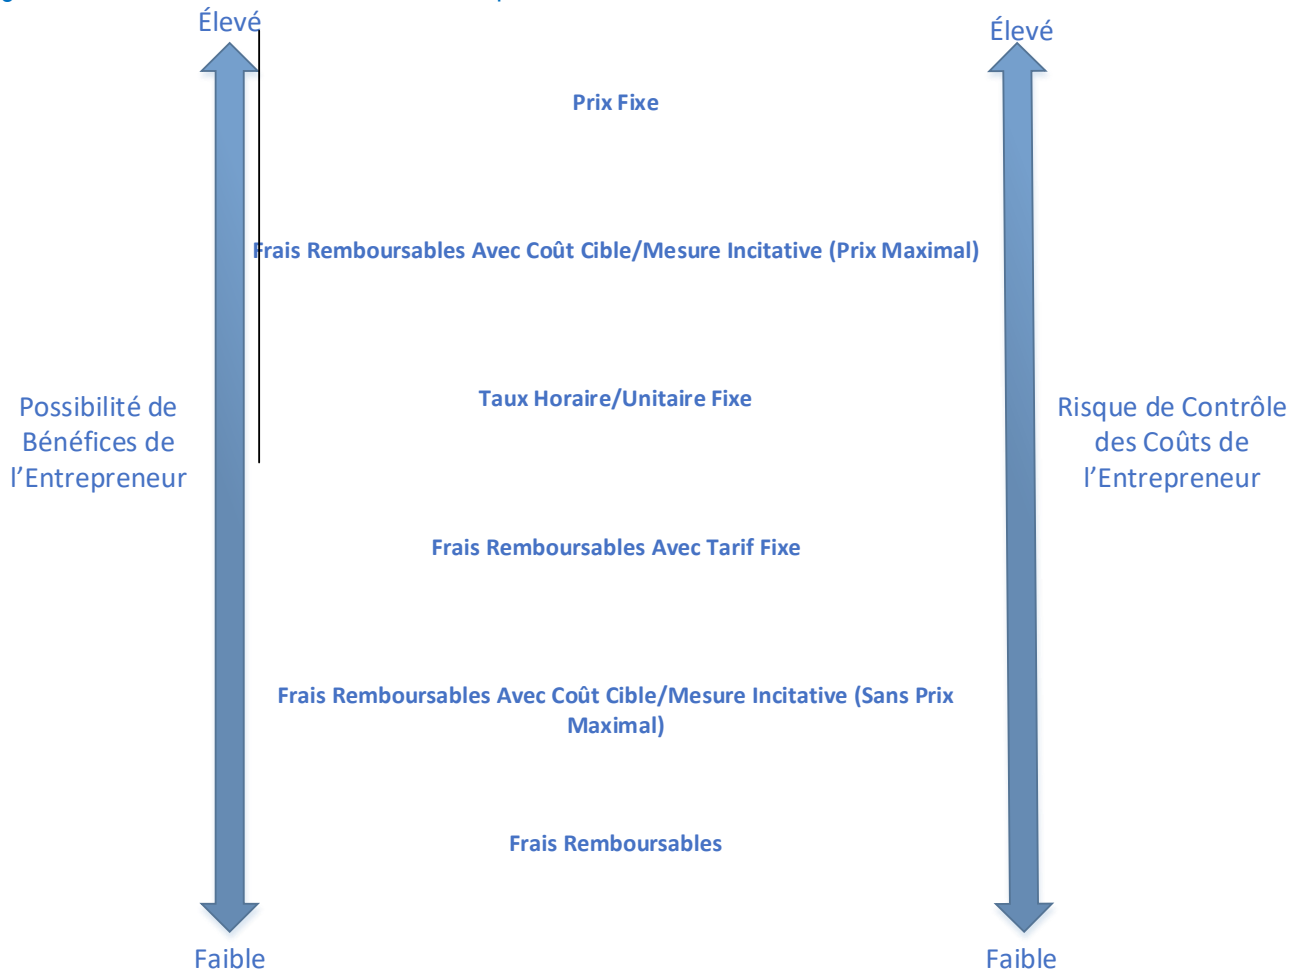 Élevé
Élevé
Prix Fixe
Frais Remboursables Avec Coût Cible/Mesure Incitative (Prix Maximal)
Taux Horaire/Unitaire Fixe
Possibilité de
Bénéfices de
l’Entrepreneur
Risque de Contrôle
des Coûts de
l’Entrepreneur
Frais Remboursables Avec Tarif Fixe
Frais Remboursables Avec Coût Cible/Mesure Incitative (Sans Prix
Maximal)
Frais Remboursables
Faible
Faible